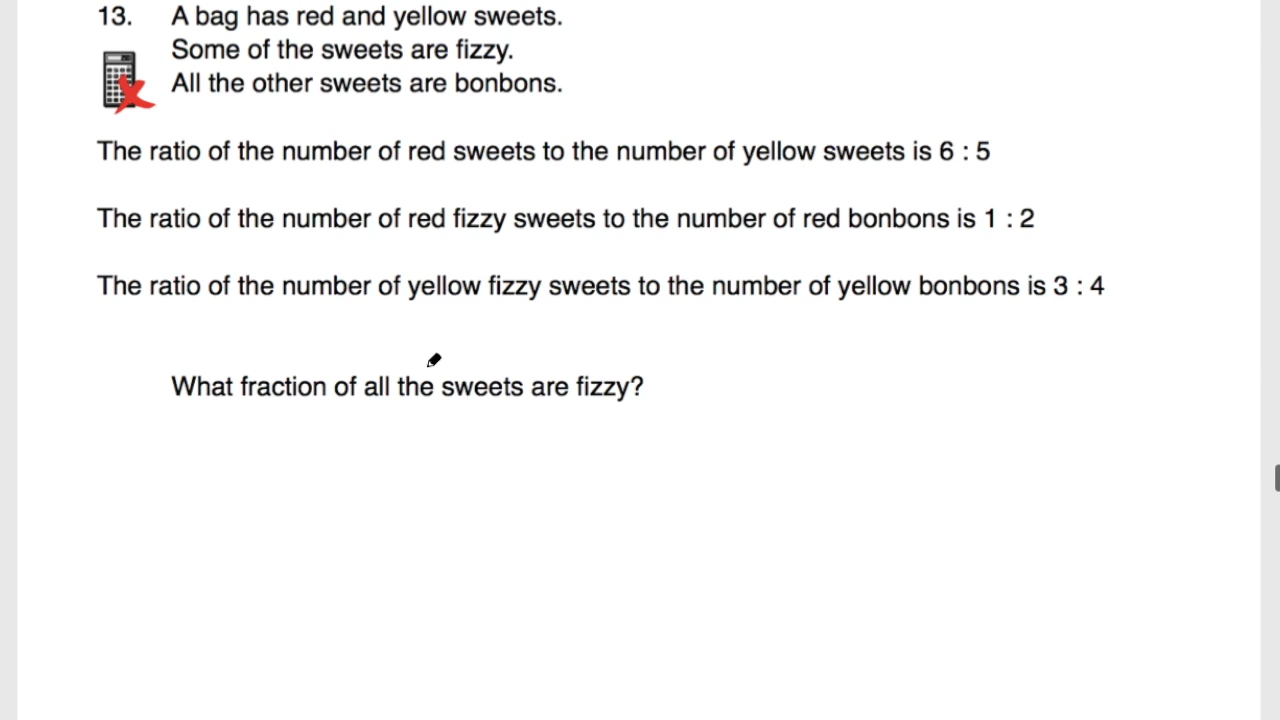 13. A bag has red and yellow sweets.
Some of the sweets are fizzy.
All the other sweets are bonbons.
The ratio of the number of red sweets to the number of yellow sweets is 6 : 5
The ratio of the number of red fizzy sweets to the number of red bonbons is 1 : 2
The ratio of the number of yellow fizzy sweets to the number of yellow bonbons is 3 : 4
What fraction of all the sweets are fizzy?